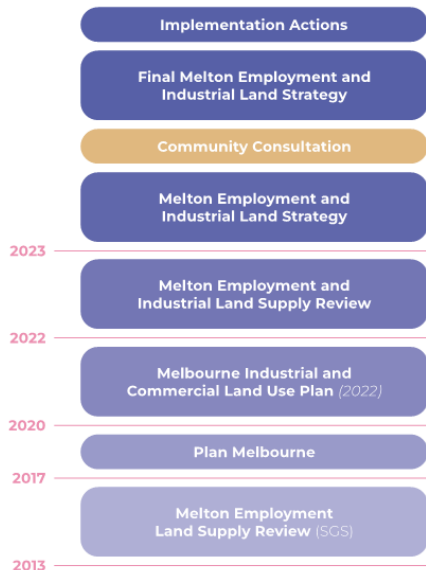 Implementation Actions
Final Melton Employment and
Industrial Land Strategy
Community Consultation
Melton Employment and
Industrial Land Strategy
2023
Melton Employment and
Industrial Land Supply Review
2022
Melbourne Industrial and
Commercial Land Use Plan (2022)
2020
Plan Melbourne
2017
Melton Employment
Land Supply Review (SGS)
2013